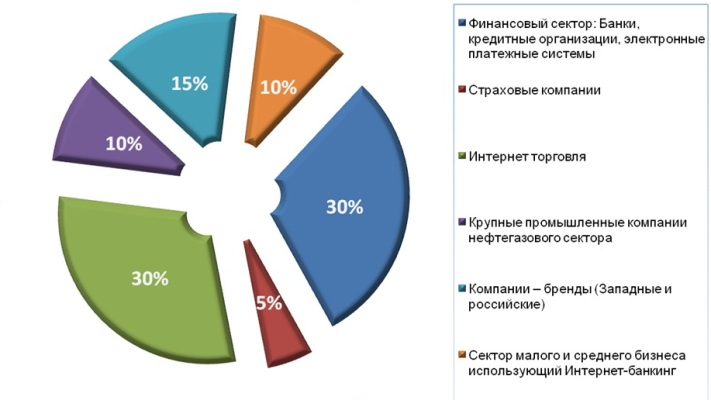 15%
10%
10%
30%
30%
5%
Финансовый сектор: Банки,
кредитные организации, электронные
платежные системы
Страховые компании
Интернет торговля
Крупные промышленные компании
нефтегазового сектора
Компании – бренды (Западные и
российские)
Сектор малого и среднего бизнеса
использующий Интернет-банкинг